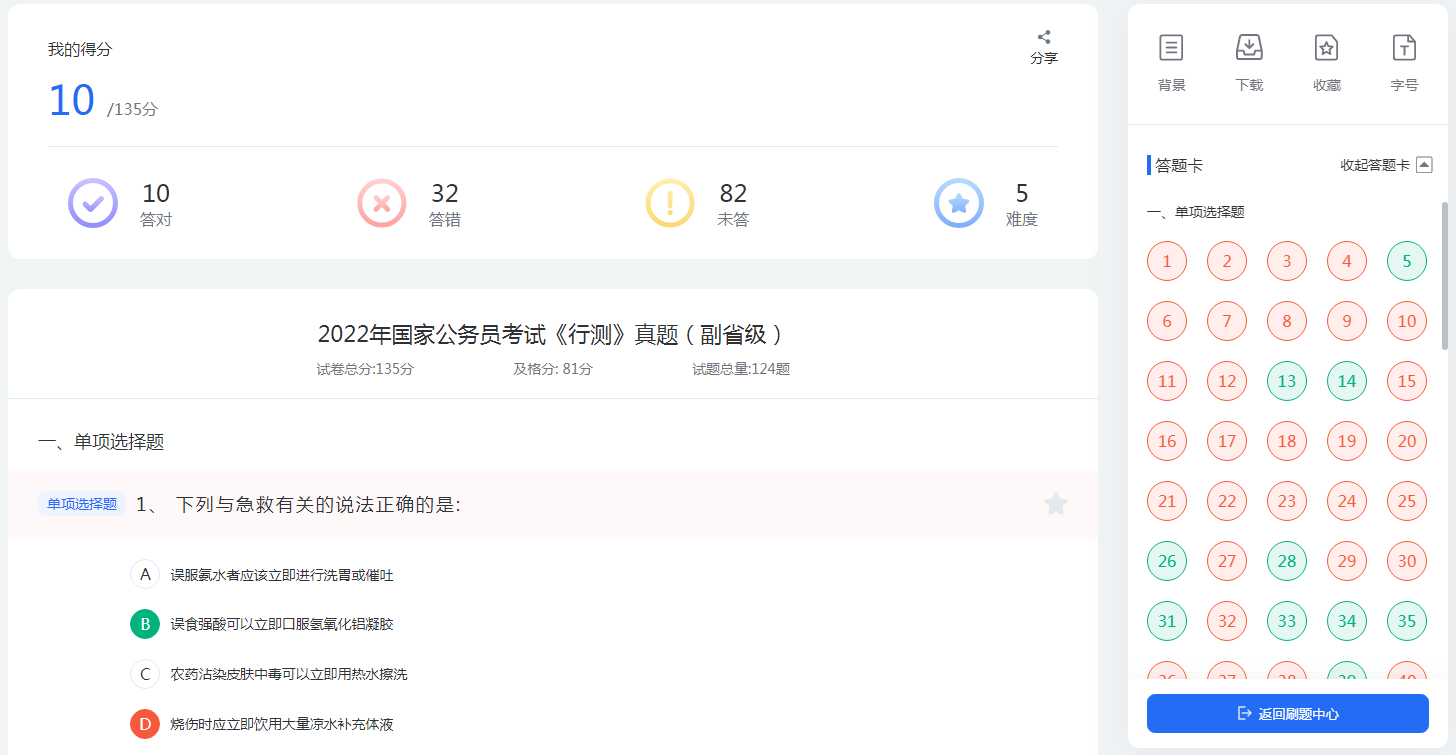 我的得分
分享
10 /135分
10
答对
32
答错
82
未答
5
难度
2022年国家公务员考试《行测》真题（副省级）
试卷总分:135分 及格分: 81分 试题总量:124题
一、单项选择题
单项选择题 1、 下列与急救有关的说法正确的是:
A 误服氨水者应该立即进行洗胃或催吐
B 误食强酸可以立即口服氢氧化铝凝胶
C 农药沾染皮肤中毒可以立即用热水擦洗
D 烧伤时应立即饮用大量凉水补充体液
背景 下载 收藏 字号
答题卡 收起答题卡
一、单项选择题
1 2 3 4 5
6 7 8 9 10
11 12 13 14 15
16 17 18 19 20
21 22 23 24 25
26 27 28 29 30
31 32 33 34 35
36 37 38 39 40
返回刷题中心